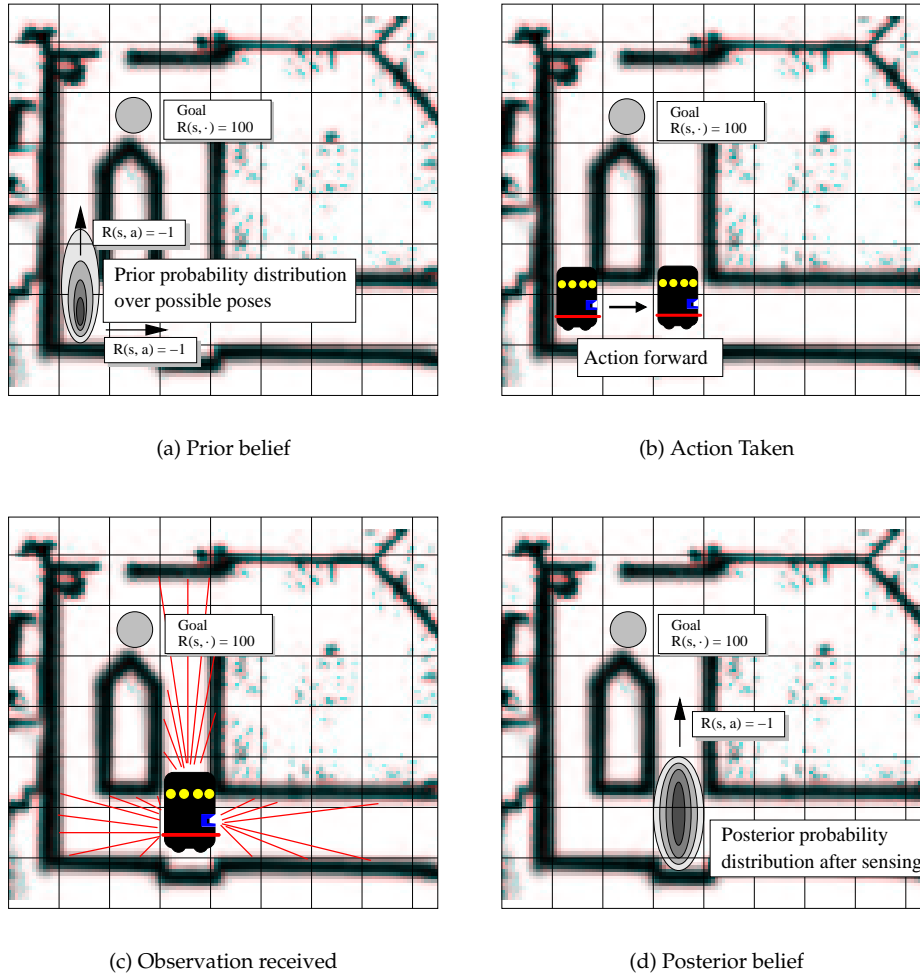 Goal
R(s, ·) = 100
R(s, a) = −1
Prior probability distribution
over possible poses
R(s, a) = −1
(a) Prior belief
Goal
R(s, ·) = 100
Action forward
(b) Action Taken
Goal
R(s, ·) = 100
(c) Observation received
Goal
R(s, ·) = 100
R(s, a) = −1
Posterior probability
distribution after sensing
(d) Posterior belief